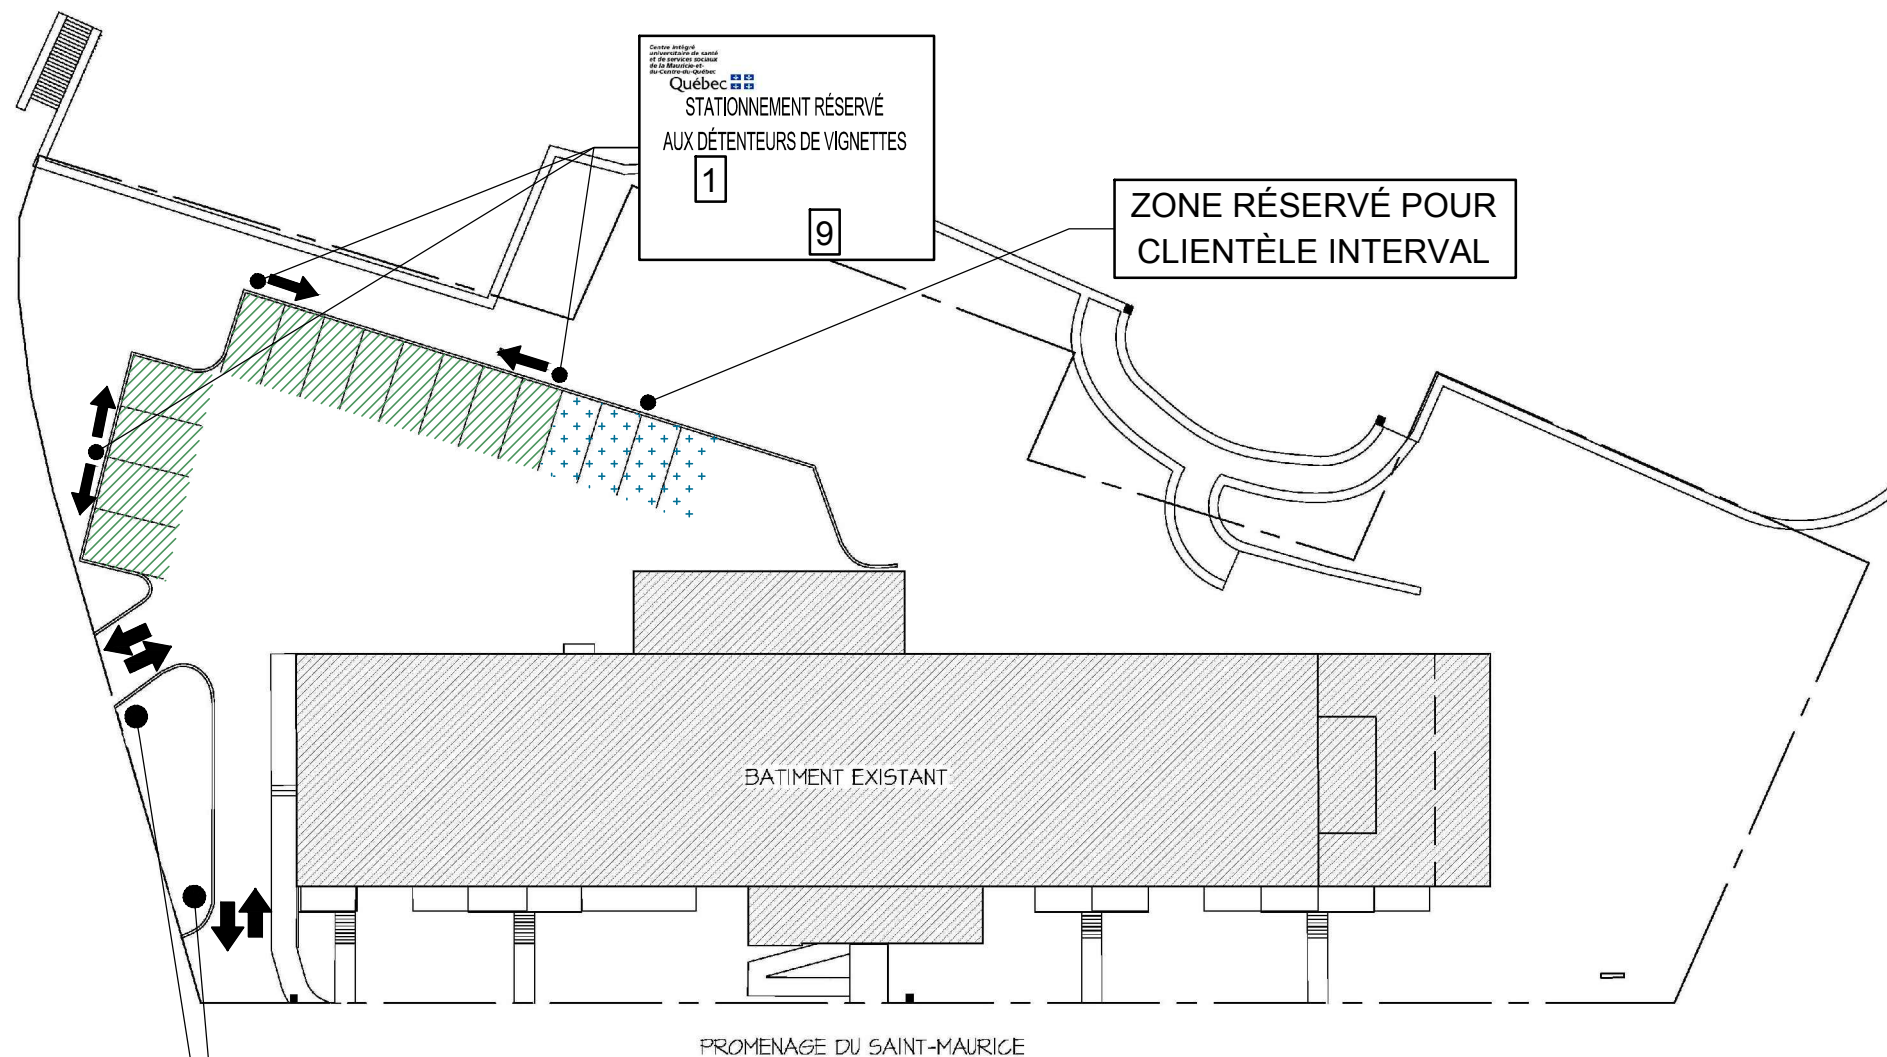 Centre intégré
universitaire de santé
et de services sociaux
de la Mauricie-et-
du-Centre-du-Québec
Québec
STATIONNEMENT RÉSERVÉ
AUX DÉTENTEURS DE VIGNETTES
1
9
ZONE RÉSERVÉ POUR
CLIENTÈLE INTERVAL
BATIMENT EXISTANT
PROMENAGE DU SAINT-MAURICE